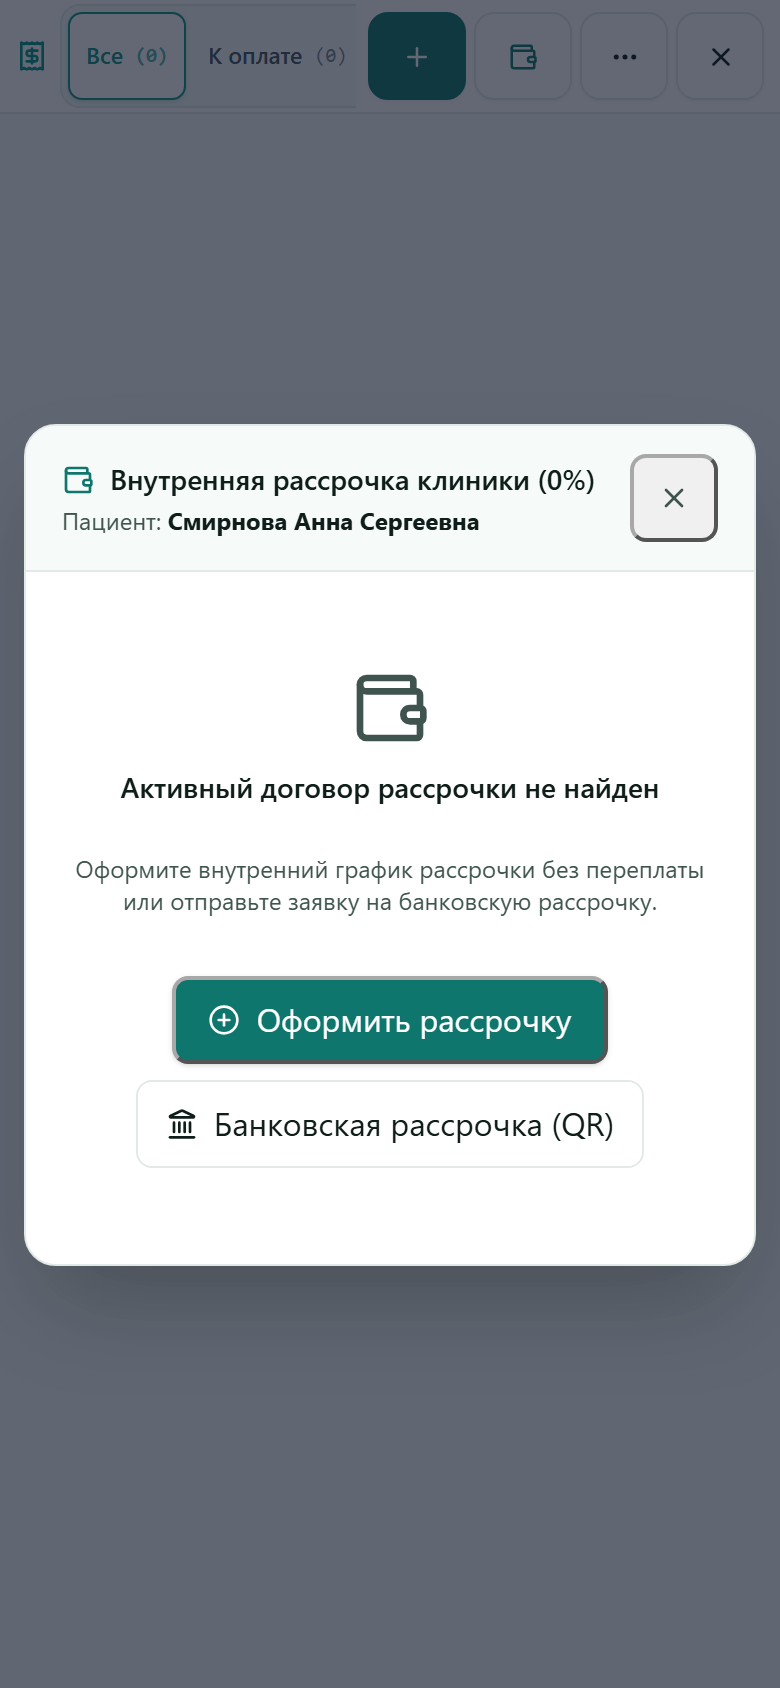 Все (0) К оплате (0)
Внутренняя рассрочка клиники (0%)
Пациент: Смирнова Анна Сергеевна
Активный договор рассрочки не найден
Оформите внутренний график рассрочки без переплаты
или отправьте заявку на банковскую рассрочку.
Оформить рассрочку
Банковская рассрочка (QR)